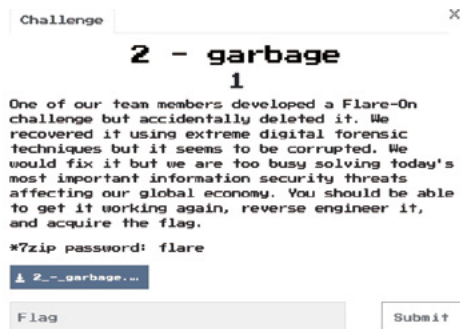 Challenge
×
2 - garbage
1
One of our team members developed a Flare-On
challenge but accidentally deleted it. We
recovered it using extreme digital forensic
techniques but it seems to be corrupted. We
would fix it but we are too busy solving today's
most important information security threats
affecting our global economy. You should be able
to get it working again, reverse engineer it,
and acquire the flag.
*7zip password: flare
2_-_garbage.…
Flag
Submit